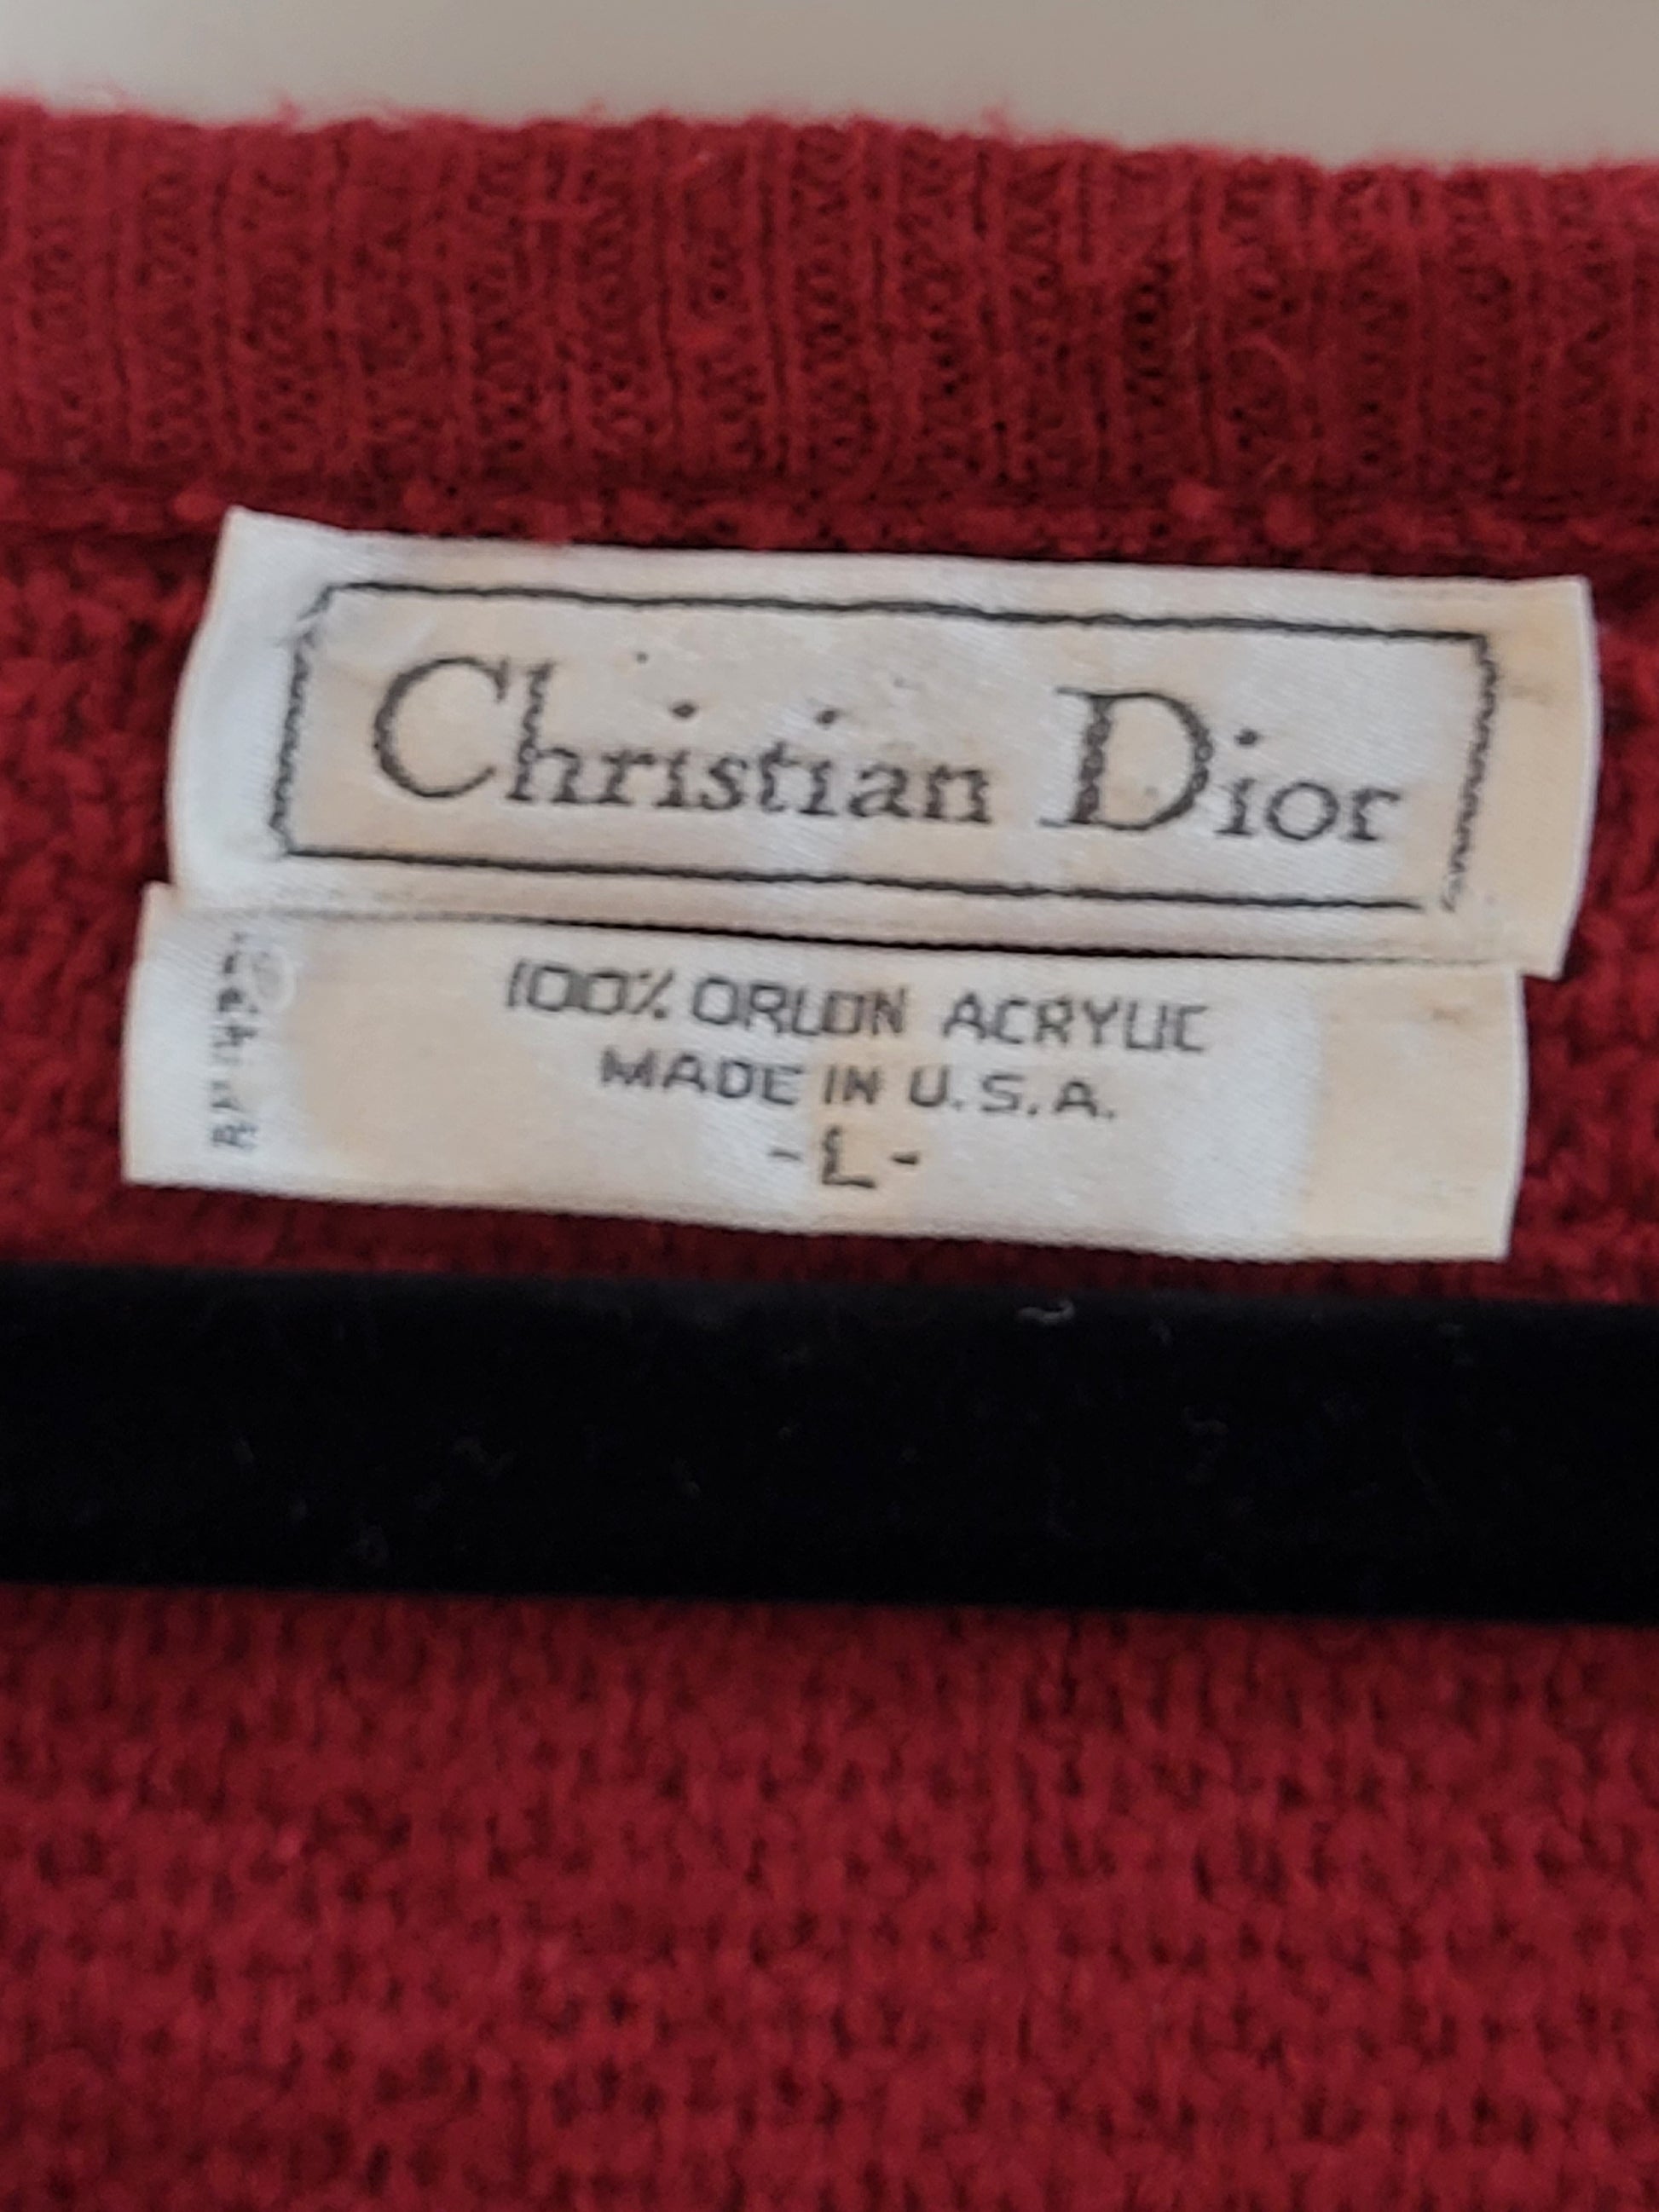 Christian Dior
100% ORLON ACRYLIC
MADE IN U.S.A.
-L-